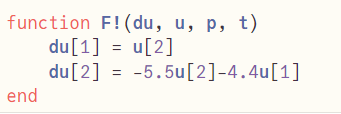 function F!(du, u, p, t)
    du[1] = u[2]
    du[2] = -5.5u[2]-4.4u[1]
end